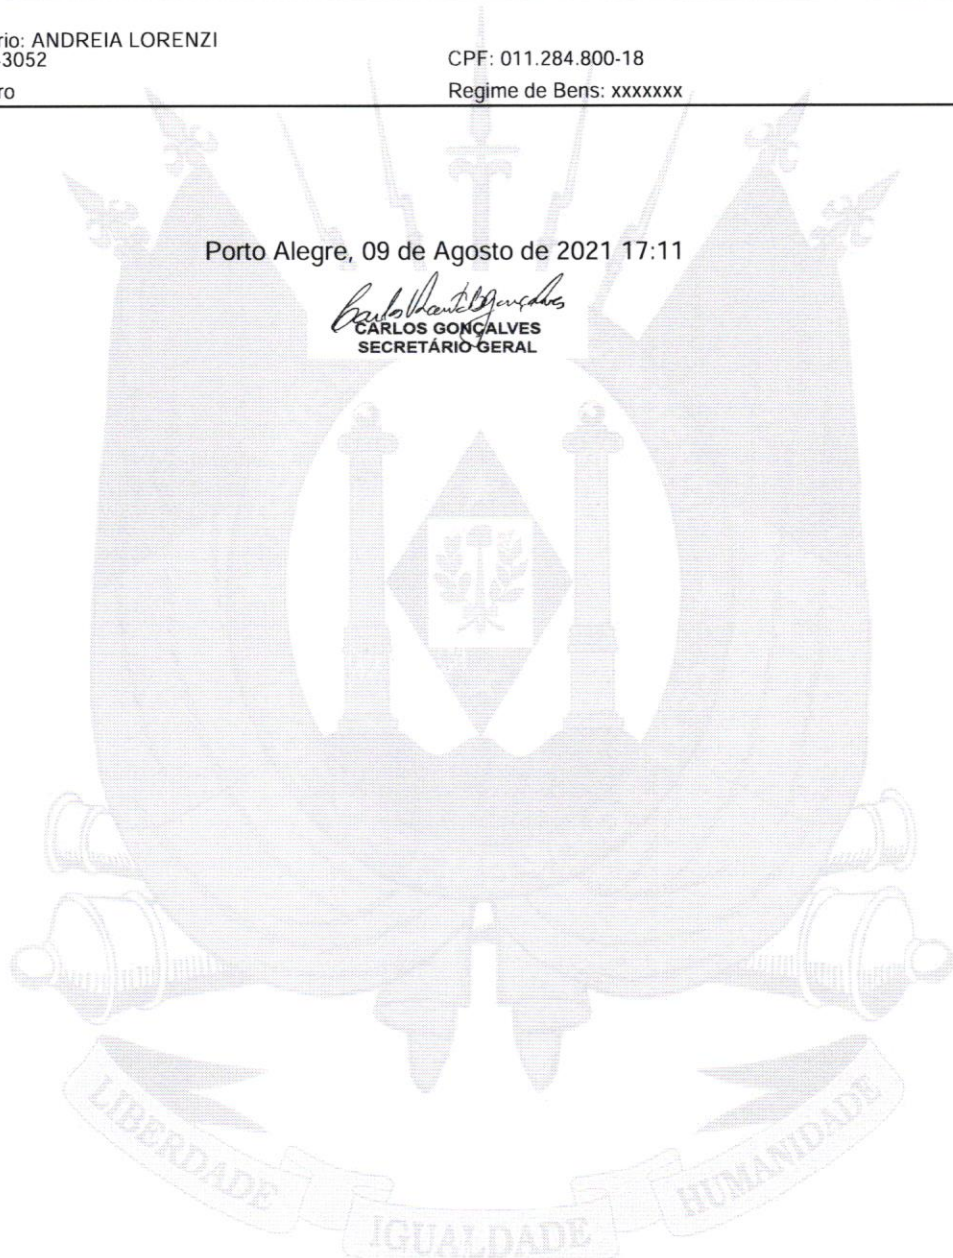 rio: ANDREIA LORENZI
3052
CPF: 011.284.800-18
ro
Regime de Bens: xxxxxxx
Porto Alegre, 09 de Agosto de 2021 17:11
CARLOS GONÇALVES
SECRETÁRIO GERAL
LIBERDADE
IGUALDADE
HUMANIDADE